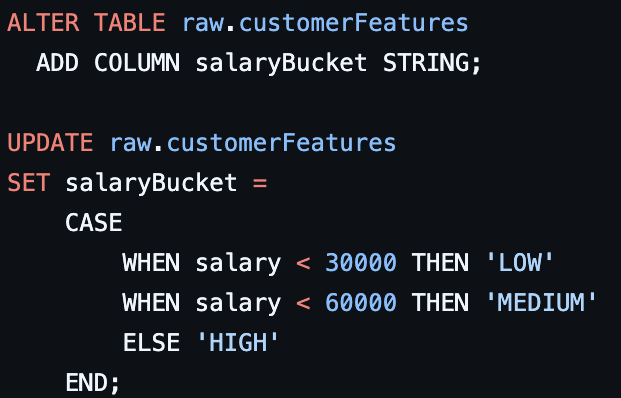 ALTER TABLE raw.customerFeatures
  ADD COLUMN salaryBucket STRING;

UPDATE raw.customerFeatures
SET salaryBucket =
    CASE
        WHEN salary < 30000 THEN 'LOW'
        WHEN salary < 60000 THEN 'MEDIUM'
        ELSE 'HIGH'
    END;